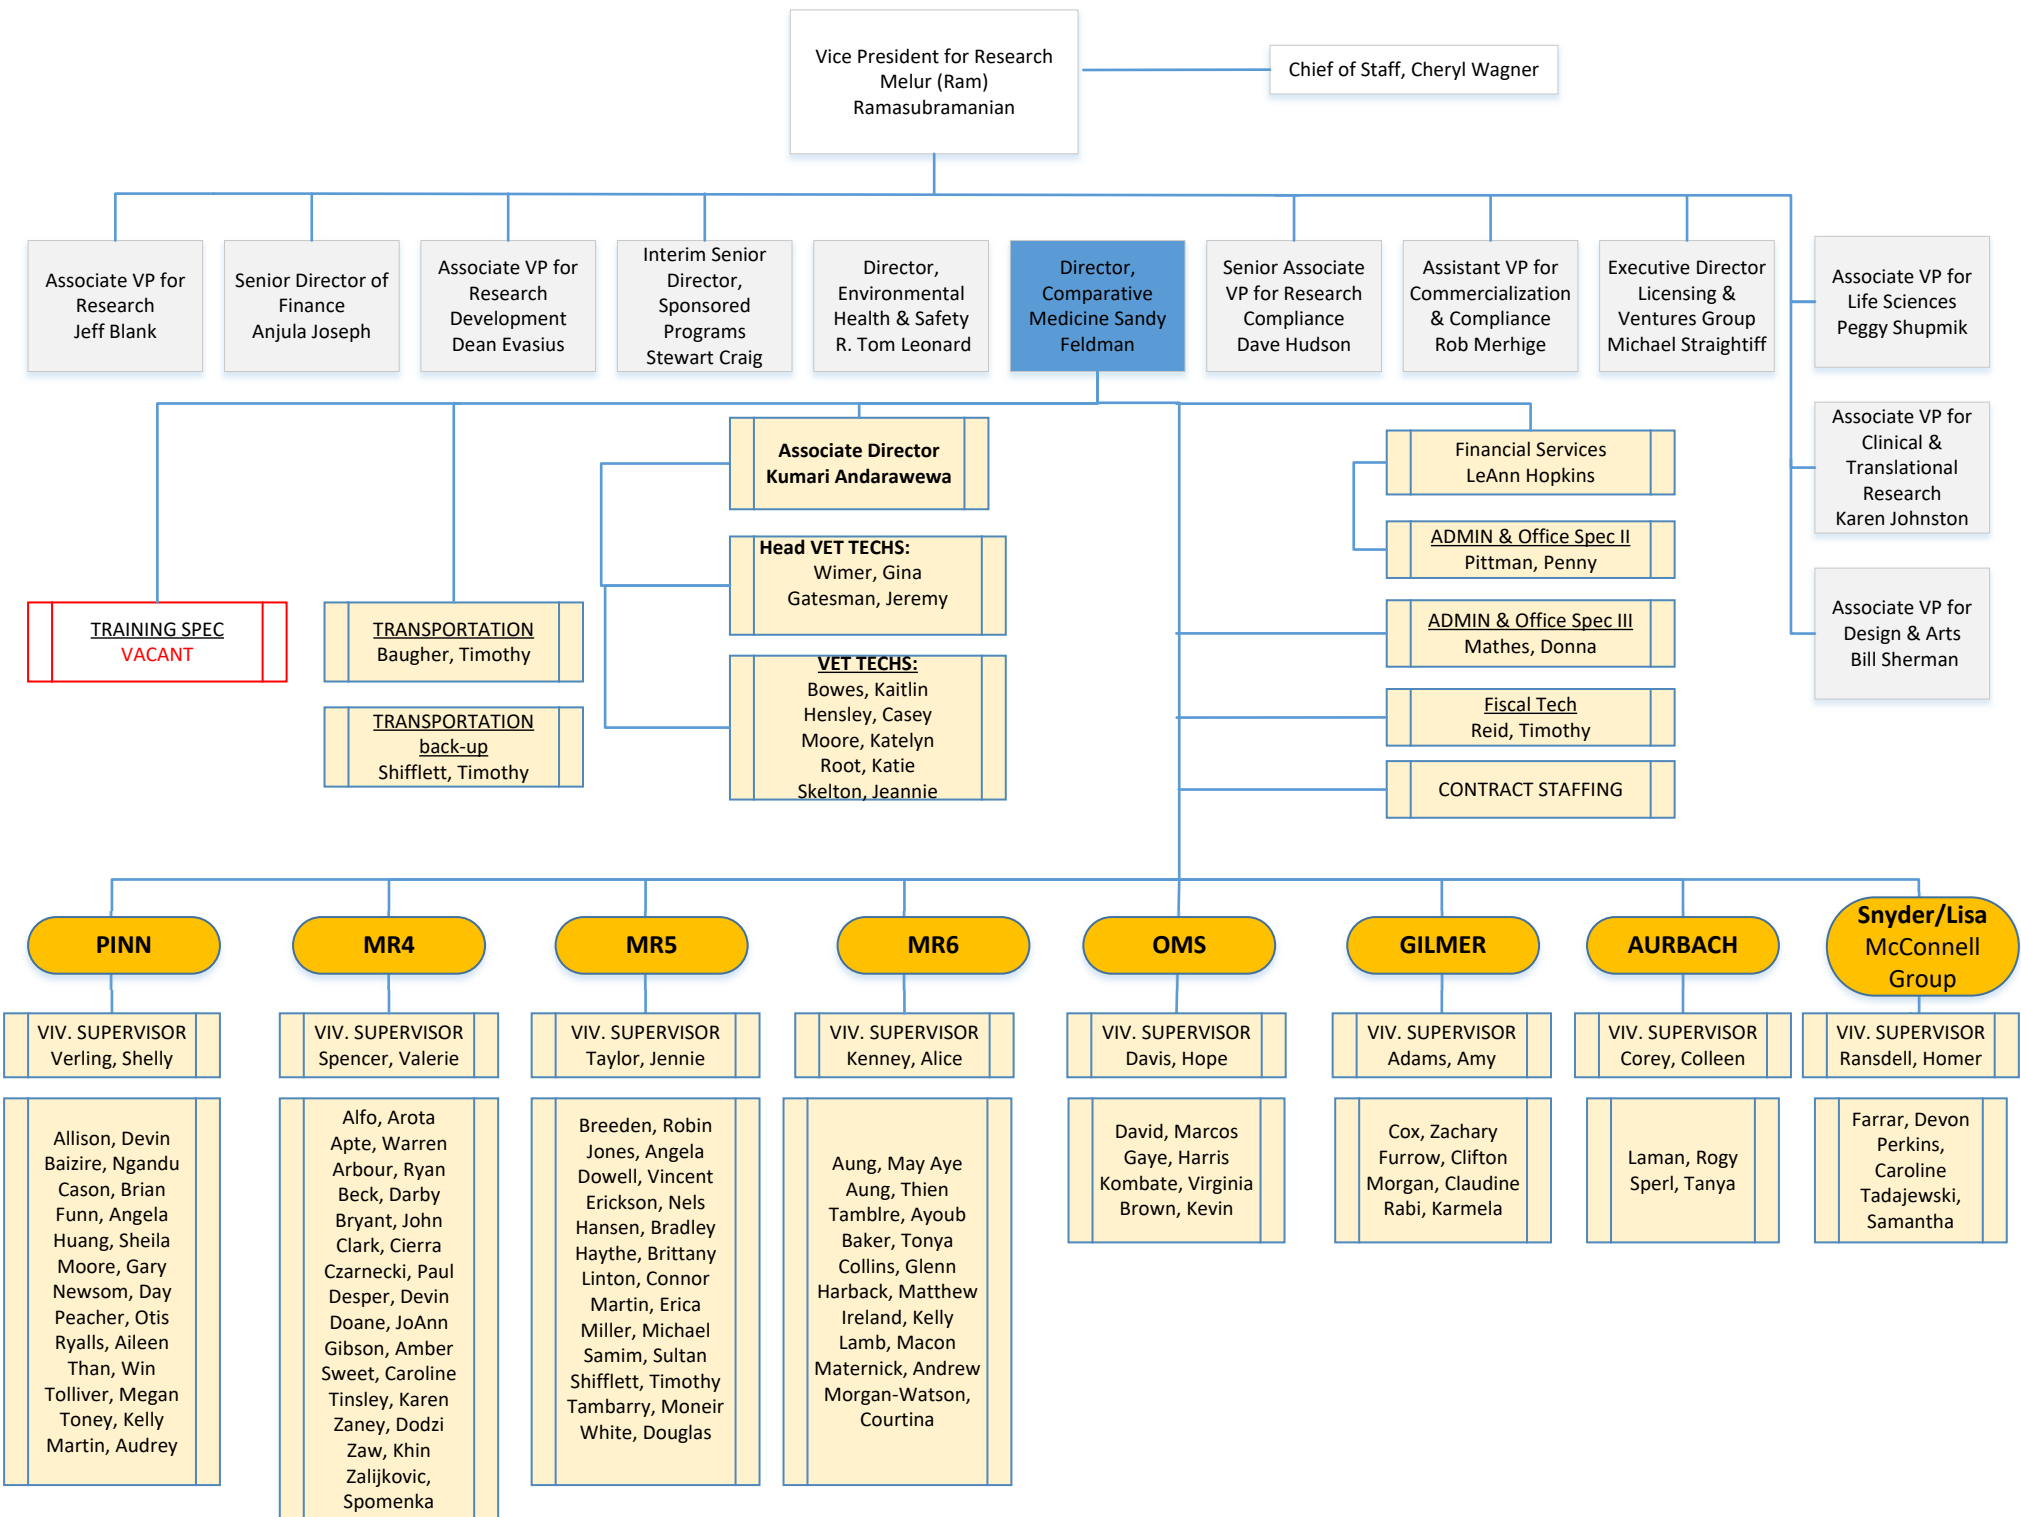 Vice President for Research
Melur (Ram)
Ramasubramanian
Chief of Staff, Cheryl Wagner
Associate VP for
Research
Jeff Blank
Senior Director of
Finance
Anjula Joseph
Associate VP for
Research
Development
Dean Evasius
Interim Senior
Director,
Sponsored
Programs
Stewart Craig
Director,
Environmental
Health & Safety
R. Tom Leonard
Director,
Comparative
Medicine Sandy
Feldman
Senior Associate
VP for Research
Compliance
Dave Hudson
Assistant VP for
Commercialization
& Compliance
Rob Merhige
Executive Director
Licensing &
Ventures Group
Michael Straightiff
Associate VP for
Life Sciences
Peggy Shupmik
Associate VP for
Clinical &
Translational
Research
Karen Johnston
Associate VP for
Design & Arts
Bill Sherman
TRAINING SPEC
VACANT
TRANSPORTATION
Baugher, Timothy
TRANSPORTATION
back-up
Shifflett, Timothy
Associate Director
Kumari Andarawewa
Head VET TECHS:
Wimer, Gina
Gatesman, Jeremy
VET TECHS:
Bowes, Kaitlin
Hensley, Casey
Moore, Katelyn
Root, Katie
Skelton, Jeannie
Financial Services
LeAnn Hopkins
ADMIN & Office Spec II
Pittman, Penny
ADMIN & Office Spec III
Mathes, Donna
Fiscal Tech
Reid, Timothy
CONTRACT STAFFING
PINN
VIV. SUPERVISOR
Verling, Shelly
Allison, Devin
Baizire, Ngandu
Cason, Brian
Funn, Angela
Huang, Sheila
Moore, Gary
Newsom, Day
Peacher, Otis
Ryalls, Aileen
Than, Win
Tolliver, Megan
Toney, Kelly
Martin, Audrey
MR4
VIV. SUPERVISOR
Spencer, Valerie
Alfo, Arota
Apte, Warren
Arbour, Ryan
Beck, Darby
Bryant, John
Clark, Cierra
Czarnecki, Paul
Desper, Devin
Doane, JoAnn
Gibson, Amber
Sweet, Caroline
Tinsley, Karen
Zaney, Dodzi
Zaw, Khin
Zalijkovic,
Spomenka
MR5
VIV. SUPERVISOR
Taylor, Jennie
Breeden, Robin
Jones, Angela
Dowell, Vincent
Erickson, Nels
Hansen, Bradley
Haythe, Brittany
Linton, Connor
Martin, Erica
Miller, Michael
Samim, Sultan
Shifflett, Timothy
Tambarry, Moneir
White, Douglas
MR6
VIV. SUPERVISOR
Kenney, Alice
Aung, May Aye
Aung, Thien
Tamblre, Ayoub
Baker, Tonya
Collins, Glenn
Harback, Matthew
Ireland, Kelly
Lamb, Macon
Maternick, Andrew
Morgan-Watson,
Courtina
OMS
VIV. SUPERVISOR
Davis, Hope
David, Marcos
Gaye, Harris
Kombate, Virginia
Brown, Kevin
GILMER
VIV. SUPERVISOR
Adams, Amy
Cox, Zachary
Furrow, Clifton
Morgan, Claudine
Rabi, Karmela
AURBACH
VIV. SUPERVISOR
Corey, Colleen
Laman, Rogy
Sperl, Tanya
Snyder/Lisa
McConnell
Group
VIV. SUPERVISOR
Ransdell, Homer
Farrar, Devon
Perkins,
Caroline
Tadajewski,
Samantha